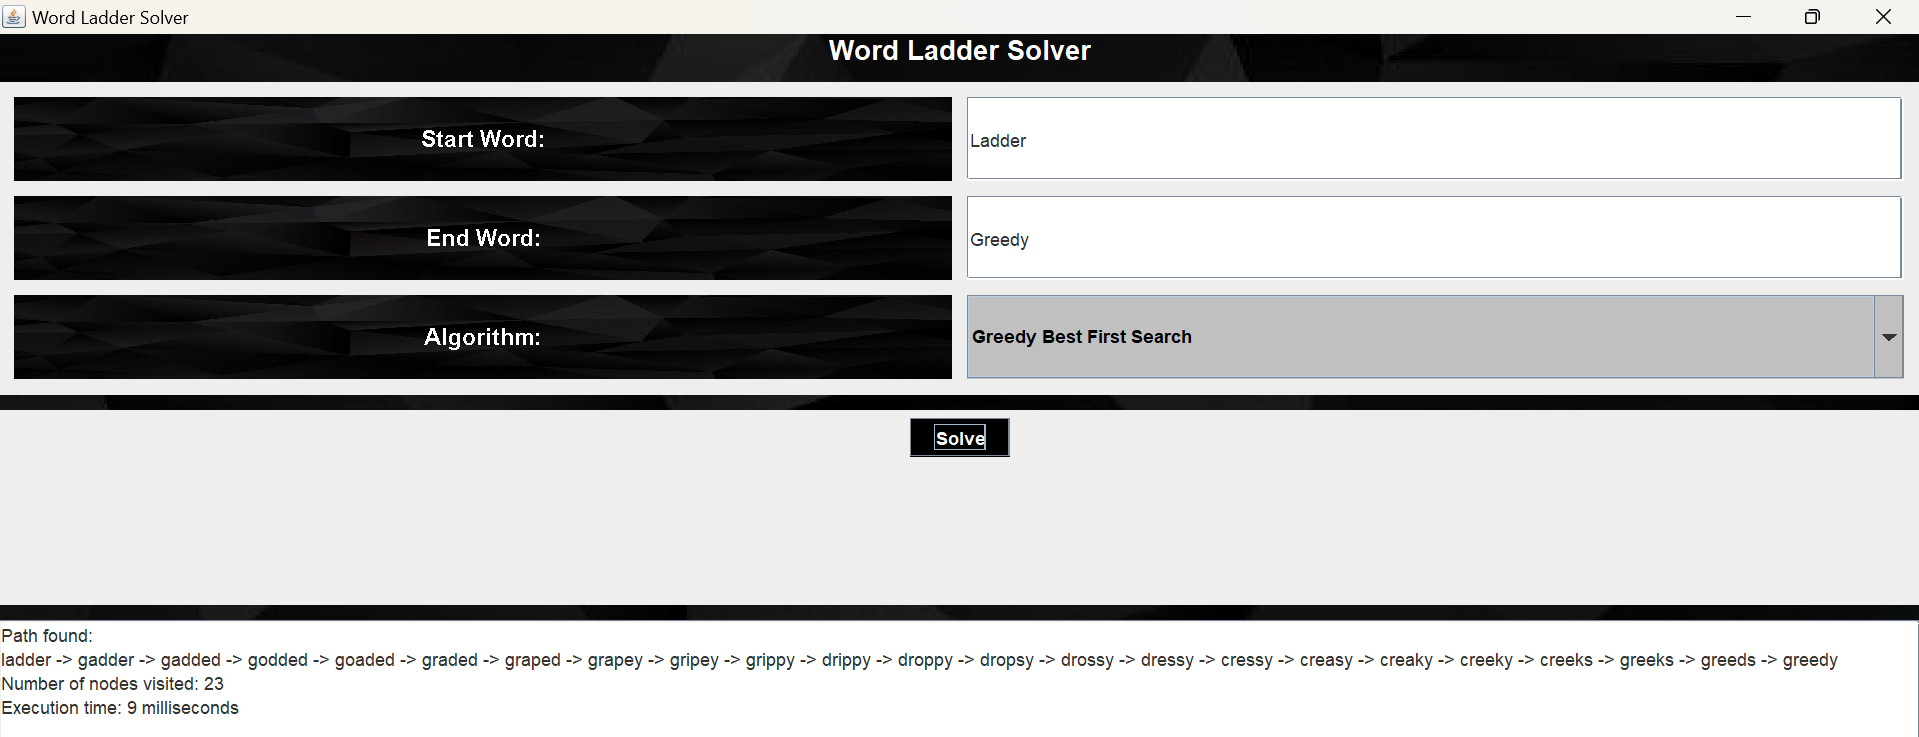 Word Ladder Solver
Word Ladder Solver
Start Word:
Ladder
End Word:
Greedy
Algorithm:
Greedy Best First Search
Solve
Path found:
ladder -> gadder -> gadded -> godded -> goaded -> graded -> graped -> grapey -> gripey -> grippy -> drippy -> droppy -> dropsy -> drossy -> dressy -> cressy -> creasy -> creaky -> creeky -> creeks -> greeks -> greeds -> greedy
Number of nodes visited: 23
Execution time: 9 milliseconds